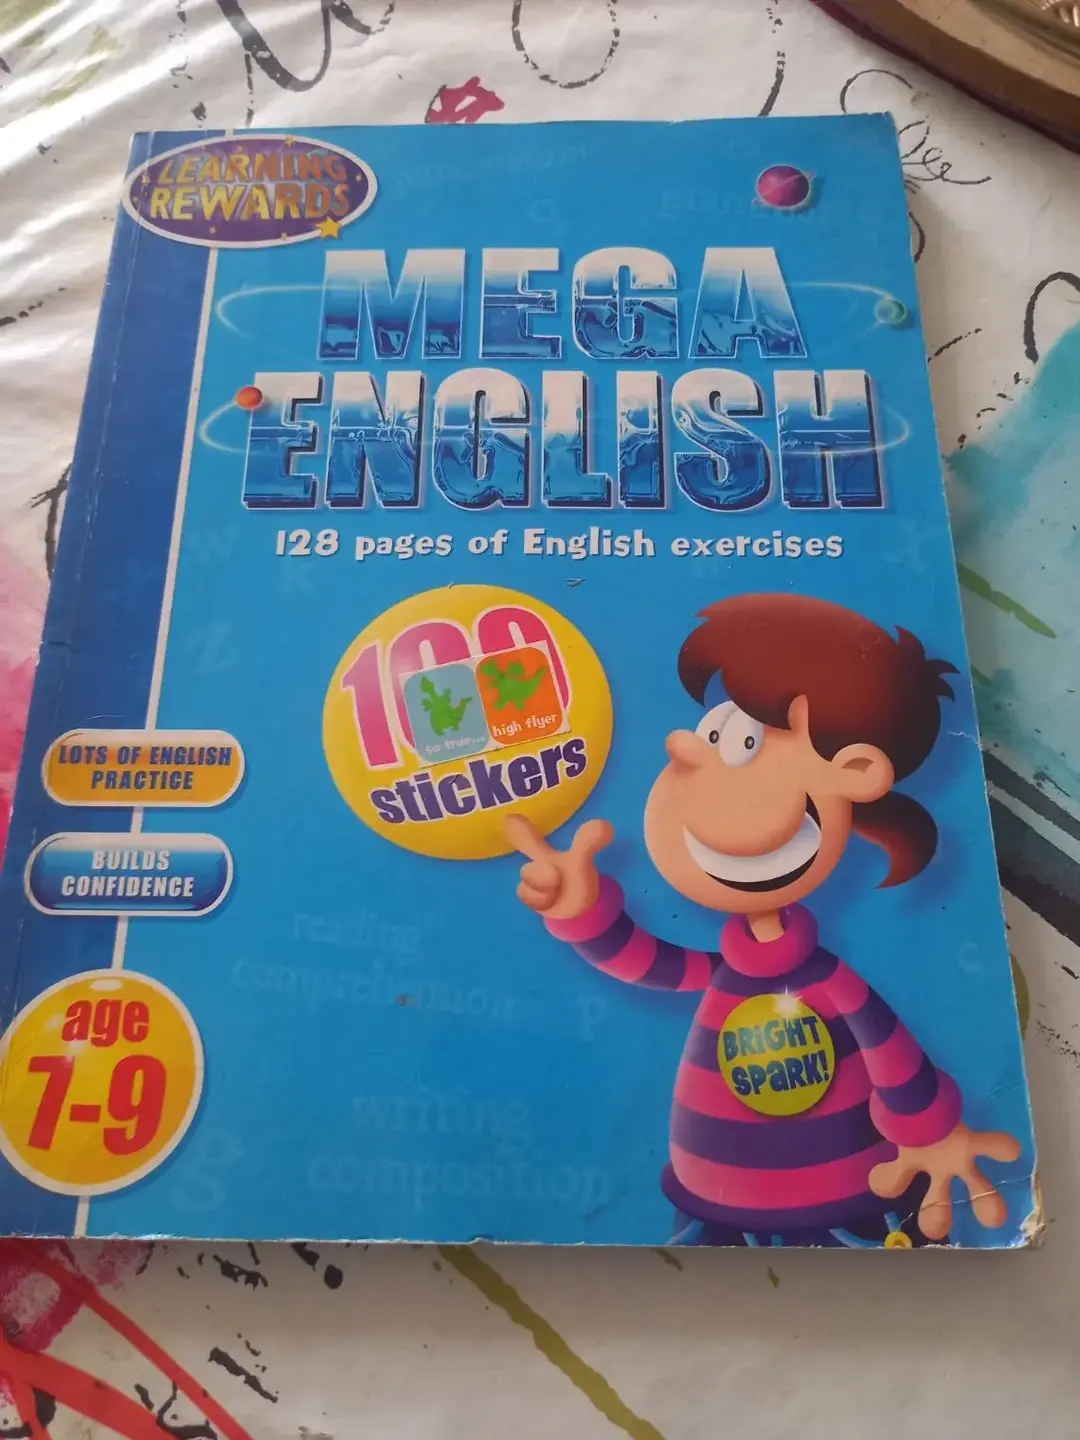 LEARNING
REWARDS
MEGA
ENGLISH
128 pages of English exercises
100
so true...
high flyer
stickers
LOTS OF ENGLISH
PRACTICE
BUILDS
CONFIDENCE
reading
comprehension
age
7-9
BRiGHT
SPARK!
writing
composition